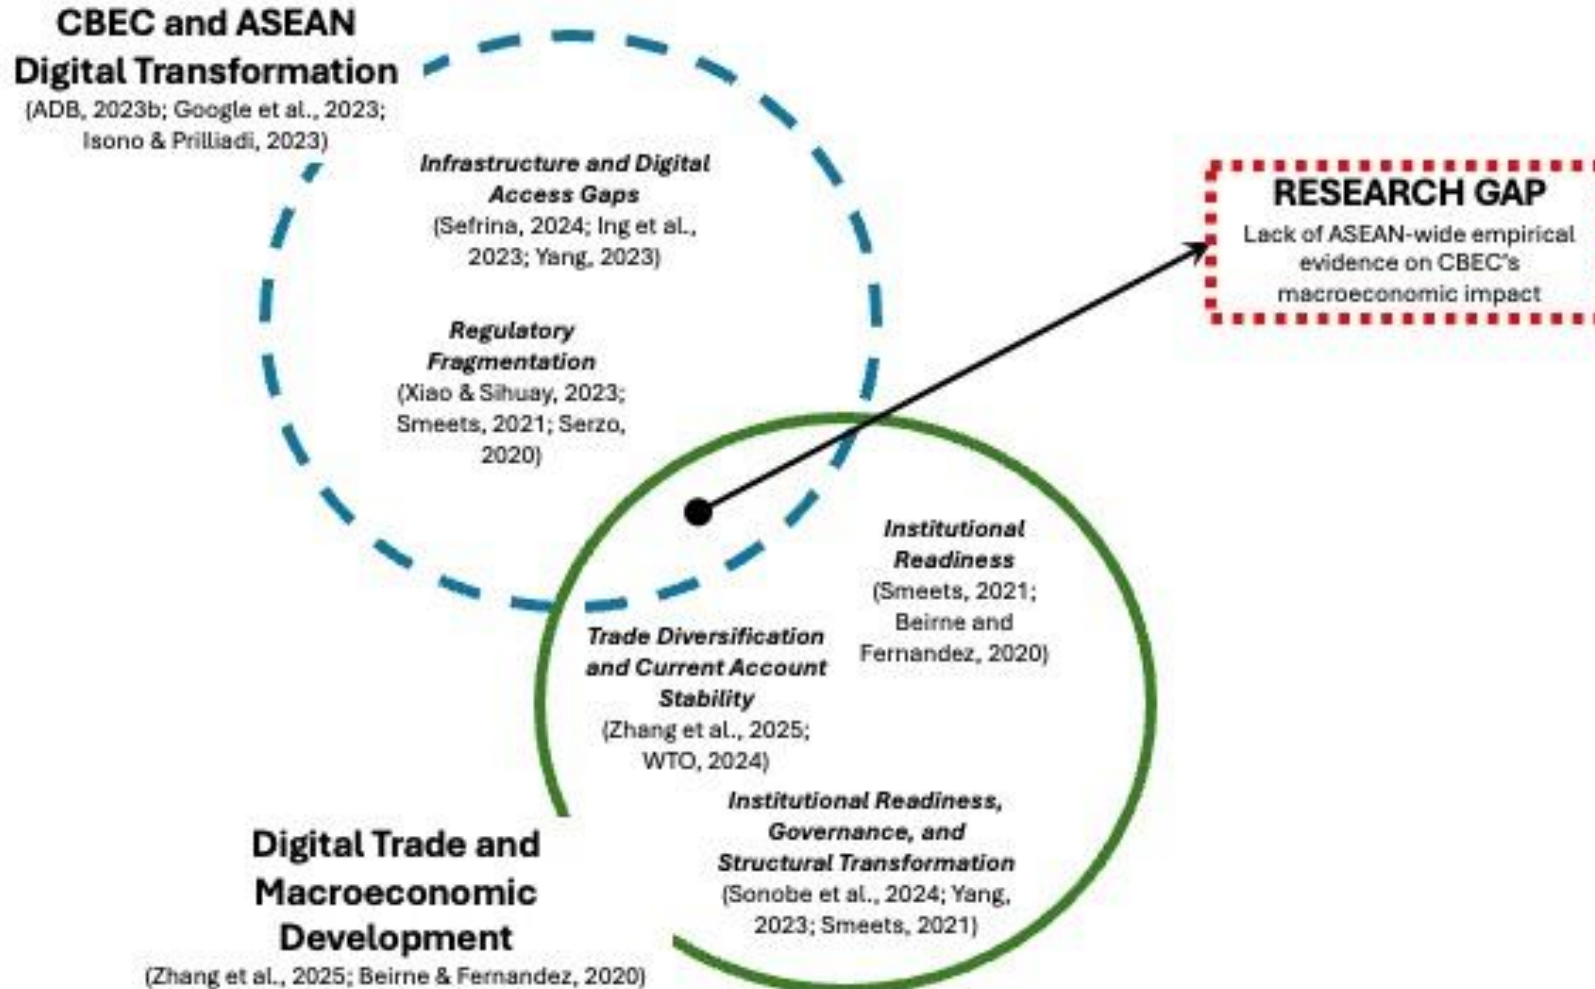 CBEC and ASEAN
Digital Transformation
(ADB, 2023b; Google et al., 2023;
Isono & Prilliadi, 2023)
Infrastructure and Digital
Access Gaps
(Sefrina, 2024; Ing et al.,
2023; Yang, 2023)
Regulatory
Fragmentation
(Xiao & Sihuay, 2023;
Smeets, 2021; Serzo,
2020)
RESEARCH GAP
Lack of ASEAN-wide empirical
evidence on CBEC's
macroeconomic impact
Institutional
Readiness
(Smeets, 2021;
Beirne and
Fernandez, 2020)
Trade Diversification
and Current Account
Stability
(Zhang et al., 2025;
WTO, 2024)
Institutional Readiness,
Governance, and
Structural Transformation
(Sonobe et al., 2024; Yang,
2023; Smeets, 2021)
Digital Trade and
Macroeconomic
Development
(Zhang et al., 2025; Beirne & Fernandez, 2020)